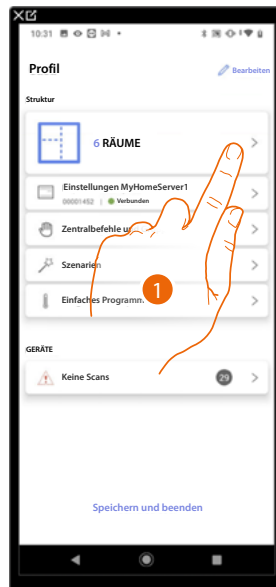 10:31
Profil
Bearbeiten
Struktur
6 RÄUME
Einstellungen MyHomeServer1
00001452 | Verbunden
Zentralbefehle
Szenarien
Einfaches
1
GERÄTE
Keine Scans
29
Speichern und beenden